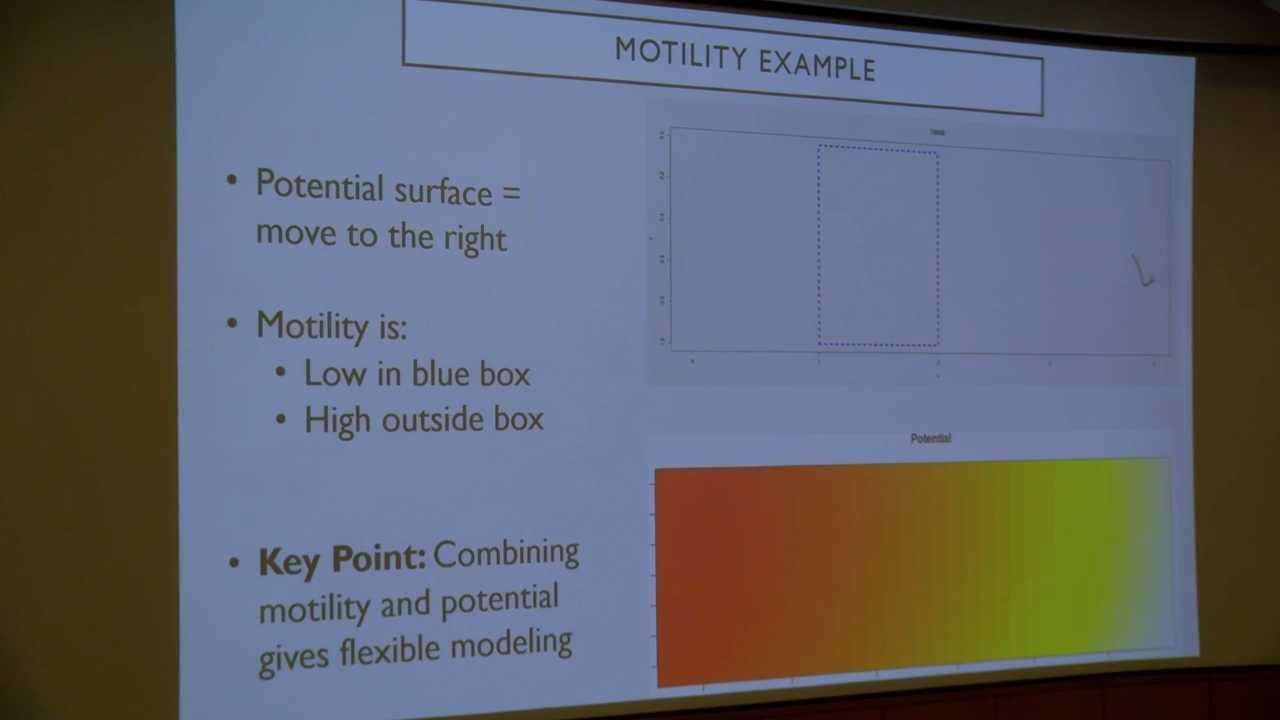 MOTILITY EXAMPLE
• Potential surface =
move to the right
• Motility is:
• Low in blue box
• High outside box
• Key Point: Combining
motility and potential
gives flexible modeling
Potential